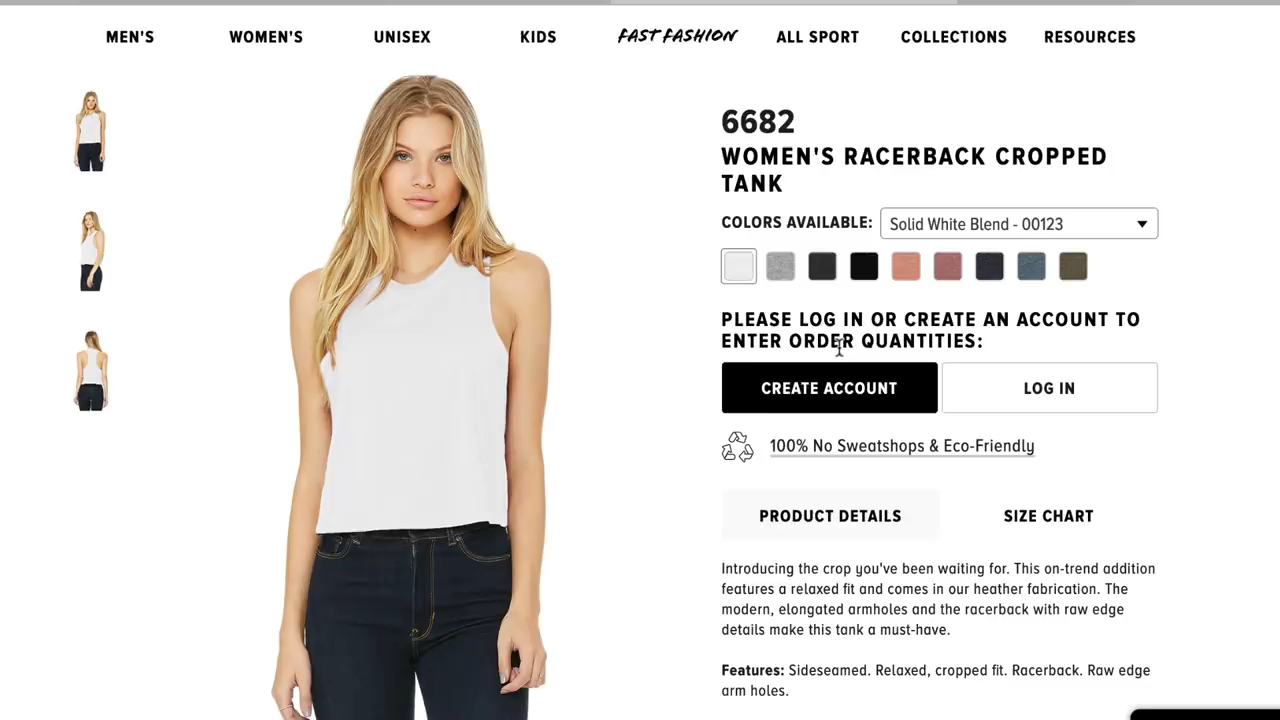 MEN'S WOMEN'S UNISEX KIDS FAST FASHION ALL SPORT COLLECTIONS RESOURCES
6682
WOMEN'S RACERBACK CROPPED
TANK
COLORS AVAILABLE: Solid White Blend - 00123
PLEASE LOG IN OR CREATE AN ACCOUNT TO
ENTER ORDER QUANTITIES:
CREATE ACCOUNT LOG IN
100% No Sweatshops & Eco-Friendly
PRODUCT DETAILS SIZE CHART
Introducing the crop you've been waiting for. This on-trend addition
features a relaxed fit and comes in our heather fabrication. The
modern, elongated armholes and the racerback with raw edge
details make this tank a must-have.
Features: Sideseamed. Relaxed, cropped fit. Racerback. Raw edge
arm holes.